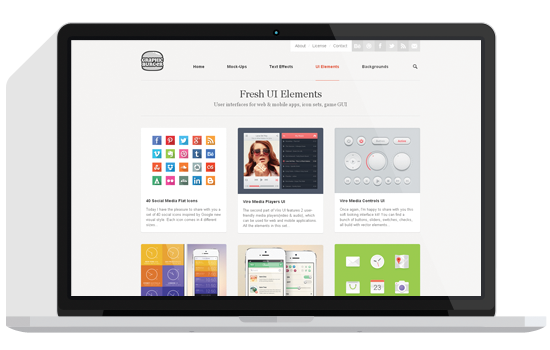 About License Contact
GRAPHIC
BURGER
Home Mock-Ups Text Effects UI Elements Backgrounds
Fresh UI Elements
User interfaces for web & mobile apps, icon sets, game GUI
40 Social Media Flat Icons
Today I have the pleasure to share with you a
set of 40 social icons inspired by Google new
visual style. Each icon comes in 4 different
sizes...
Vire Media Players UI
The second part of Vire UI features 2 user-
friendly media players(video & audio), which
can be used for web and mobile applications.
All the elements in this set
Vire Media Controls UI
Once again, I'm happy to share with you this
soft looking interface kit! You can find a
bunch of buttons, sliders, switches, checks,
all build with vector elements...